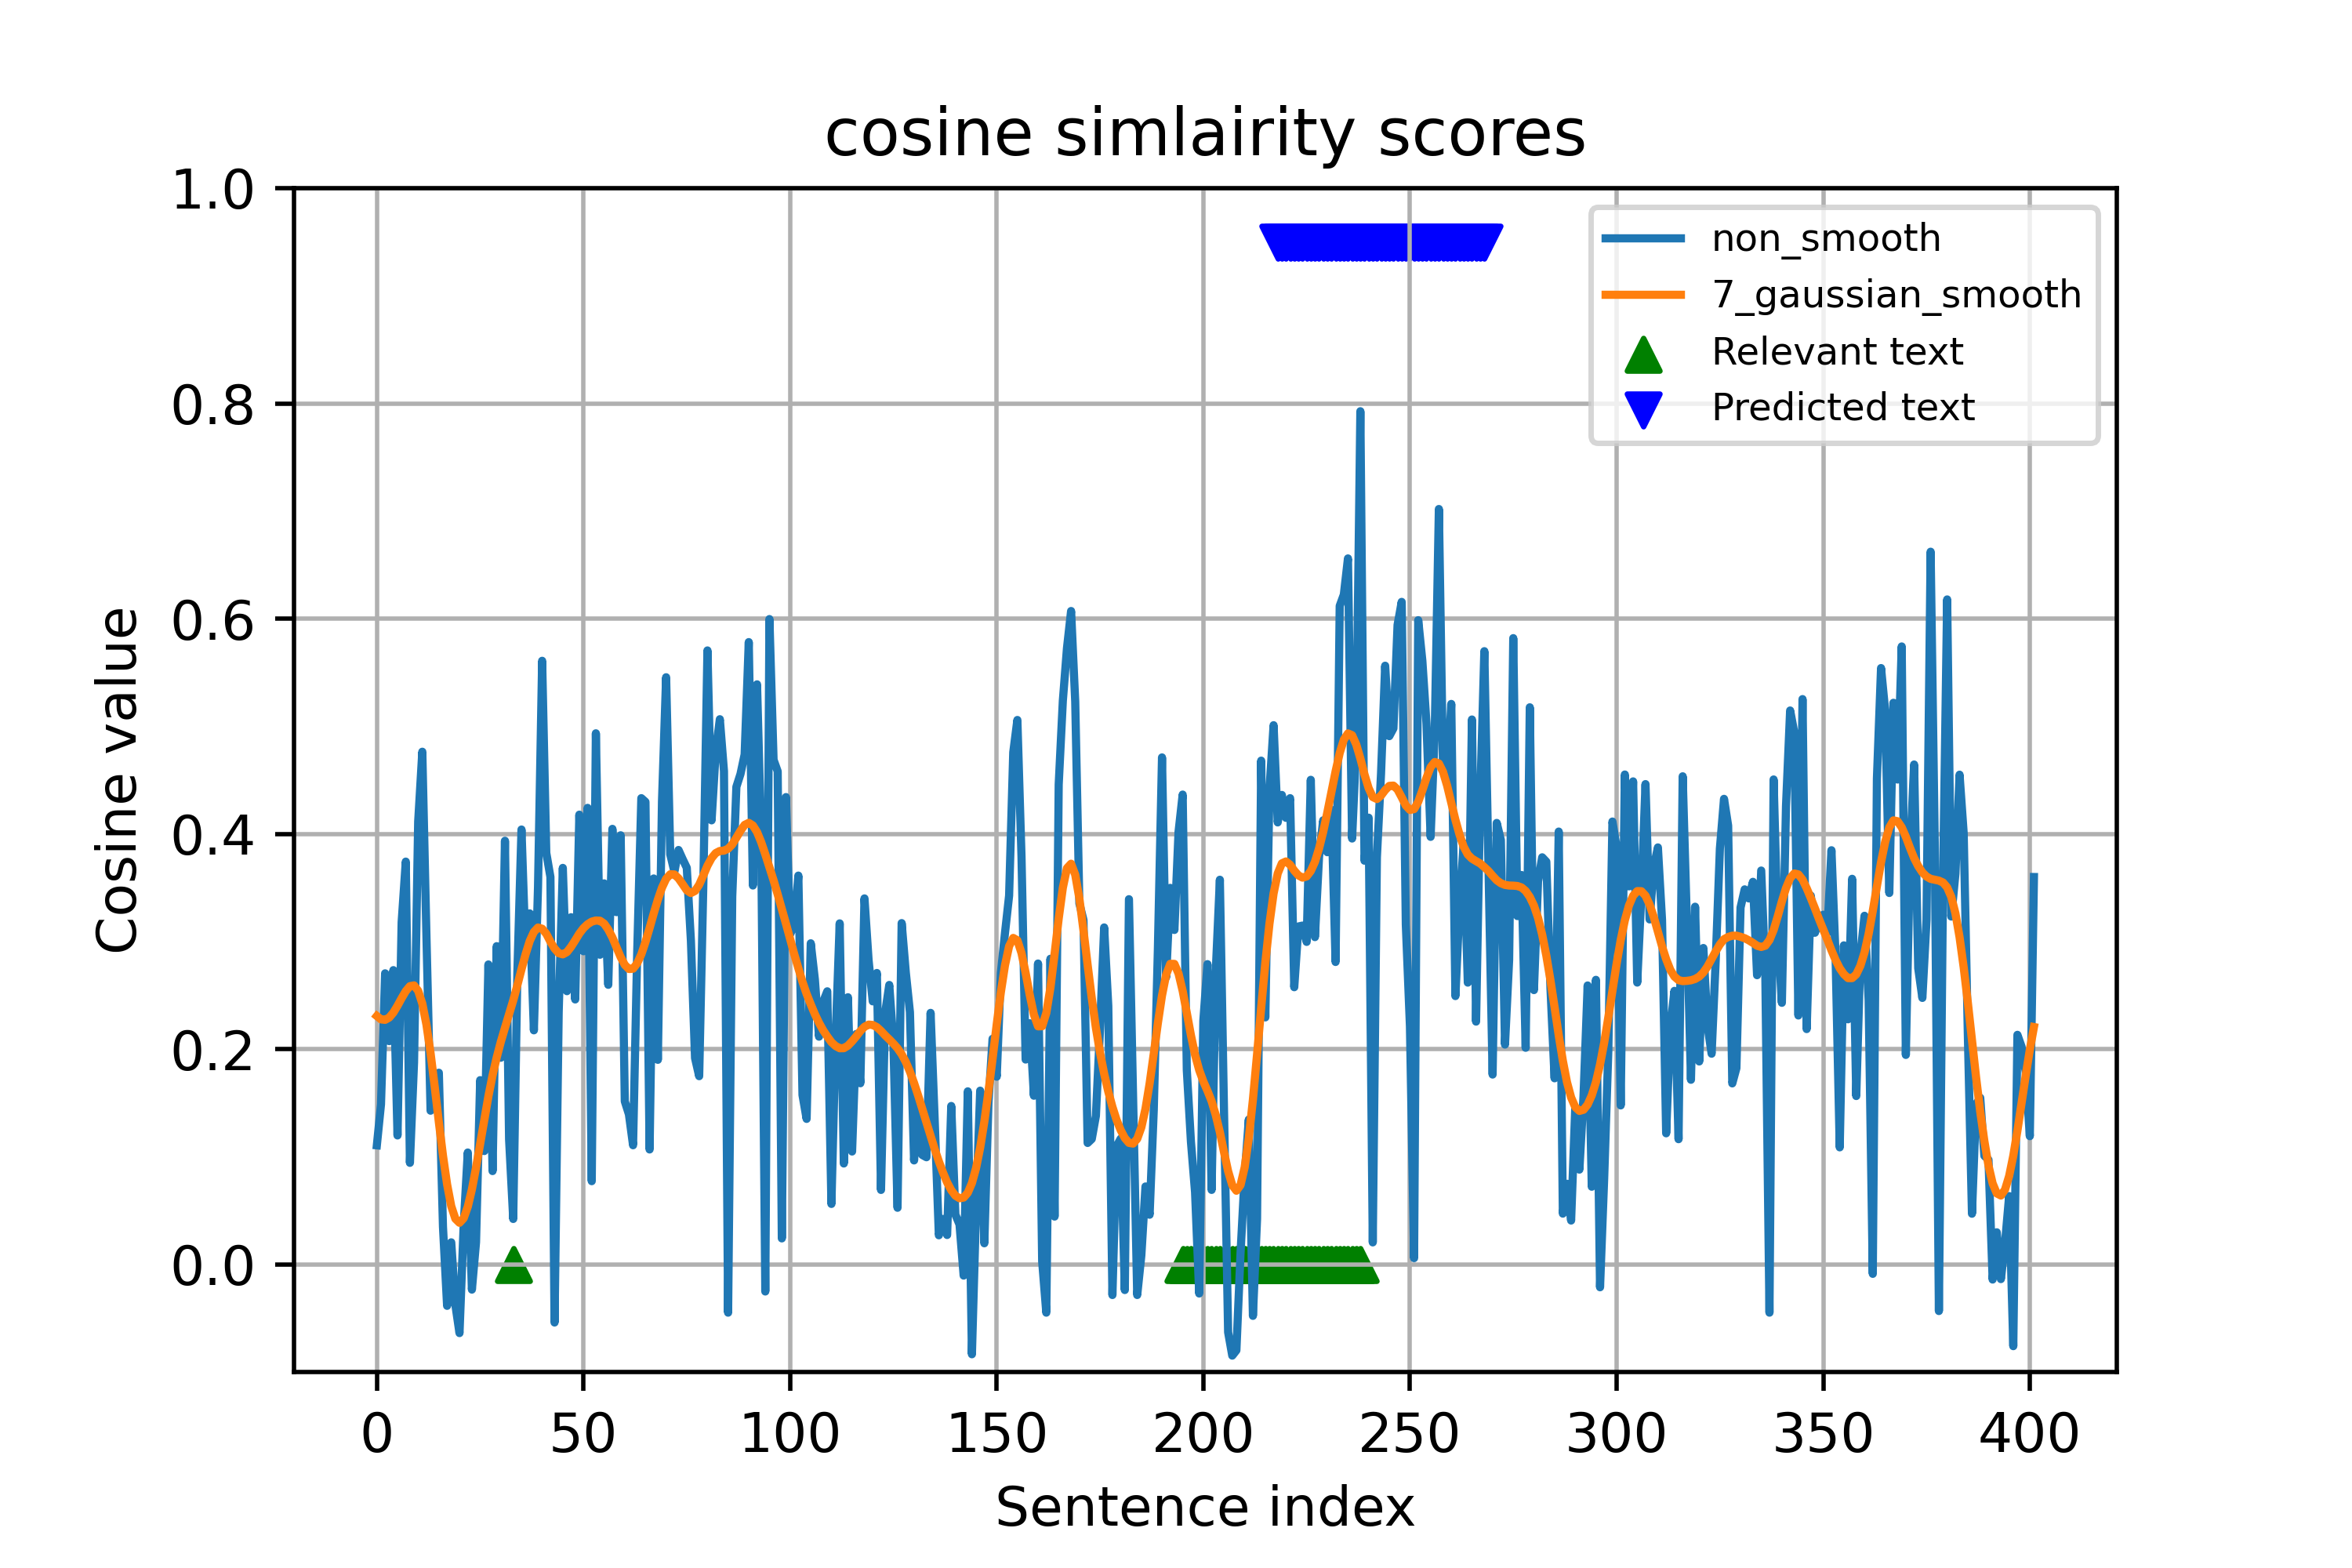 cosine simlairity scores
1.0
0.8
0.6
0.4
0.2
0.0
Cosine value
non_smooth
7_gaussian_smooth
Relevant text
Predicted text
0 50 100 150 200 250 300 350 400
Sentence index